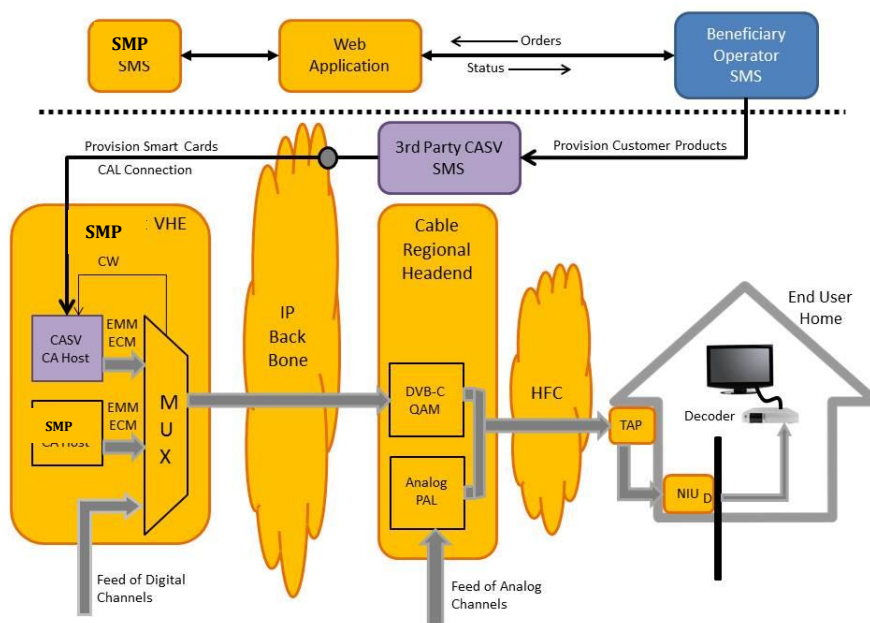 SMP
SMS
Web
Application
Orders
Status
Beneficiary
Operator
SMS
Provision Smart Cards
CAL Connection
3rd Party CASV
SMS
Provision Customer Products
SMP : VHE
CW
CASV
CA Host
EMM
ECM
SMP
CA Host
EMM
ECM
M
U
X
Feed of Digital
Channels
IP
Back
Bone
Cable
Regional
Headend
DVB-C
QAM
Analog
PAL
Feed of Analog
Channels
HFC
End User
Home
Decoder
TAP
NIU D